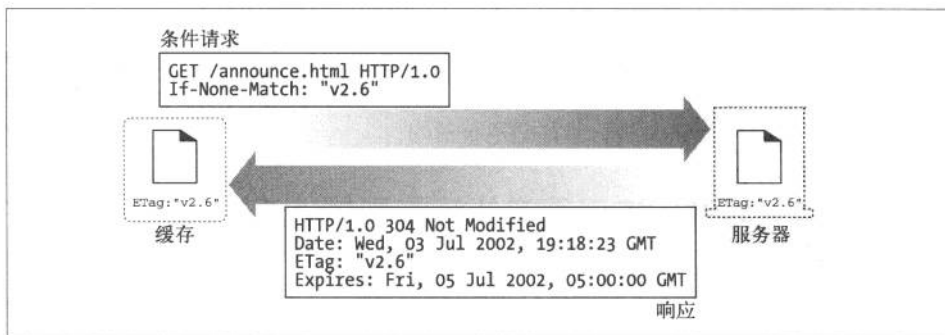 条件请求
GET /announce.html HTTP/1.0
If-None-Match: "v2.6"
ETag:"v2.6"
缓存
ETag:"v2.6"
服务器
HTTP/1.0 304 Not Modified
Date: Wed, 03 Jul 2002, 19:18:23 GMT
ETag: "v2.6"
Expires: Fri, 05 Jul 2002, 05:00:00 GMT
响应